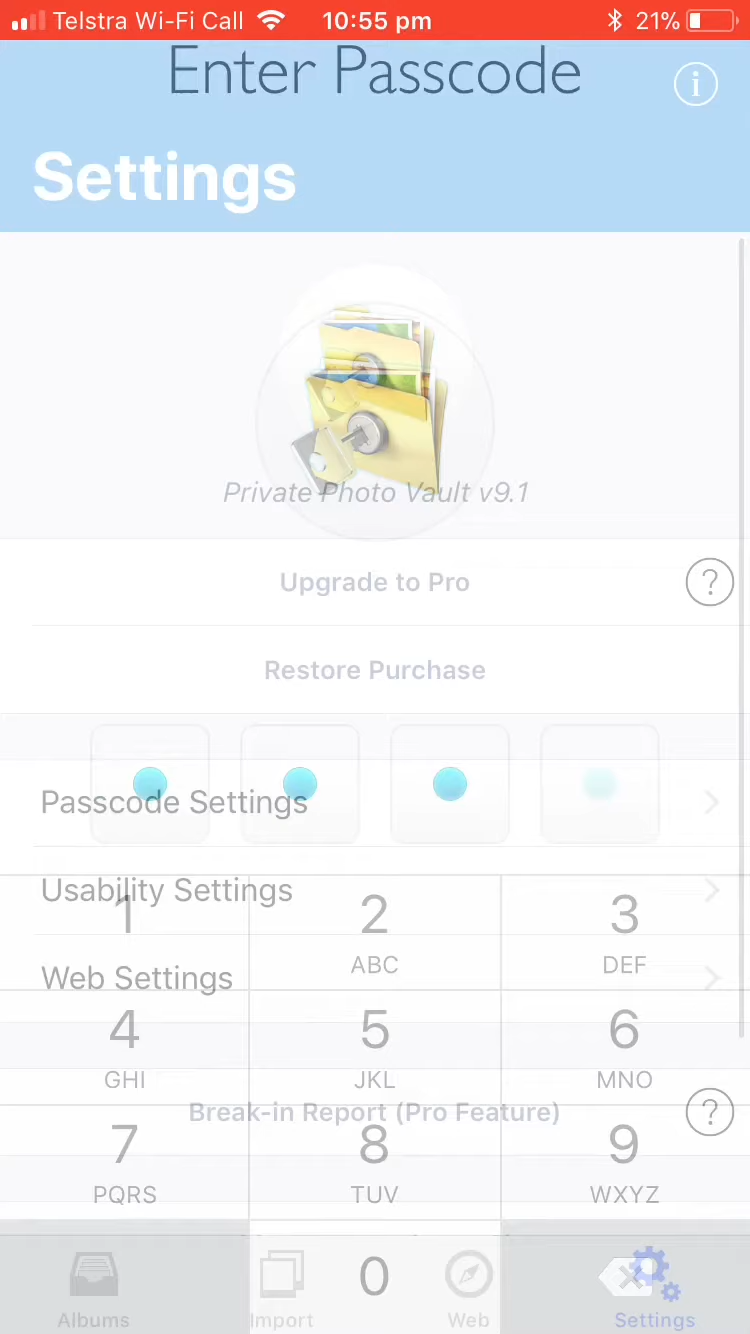 Telstra Wi-Fi Call 10:55 pm 21%
Enter Passcode
i
Settings
Private Photo Vault v9.1
Upgrade to Pro ?
Restore Purchase
Passcode Settings
Usability Settings
1 2 3
ABC DEF
Web Settings
4 5 6
GHI JKL MNO
Break-in Report (Pro Feature) ?
7 8 9
PQRS TUV WXYZ
0
Albums Import Web Settings